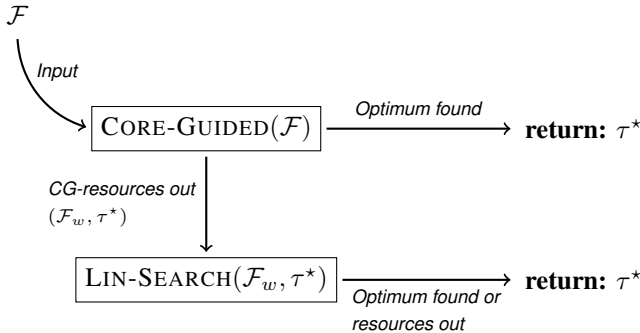 ℱ
Input
CORE-GUIDED(ℱ)
Optimum found
return: τ*
CG-resources out
(ℱ_w, τ*)
LIN-SEARCH(ℱ_w, τ*)
Optimum found or
resources out
return: τ*